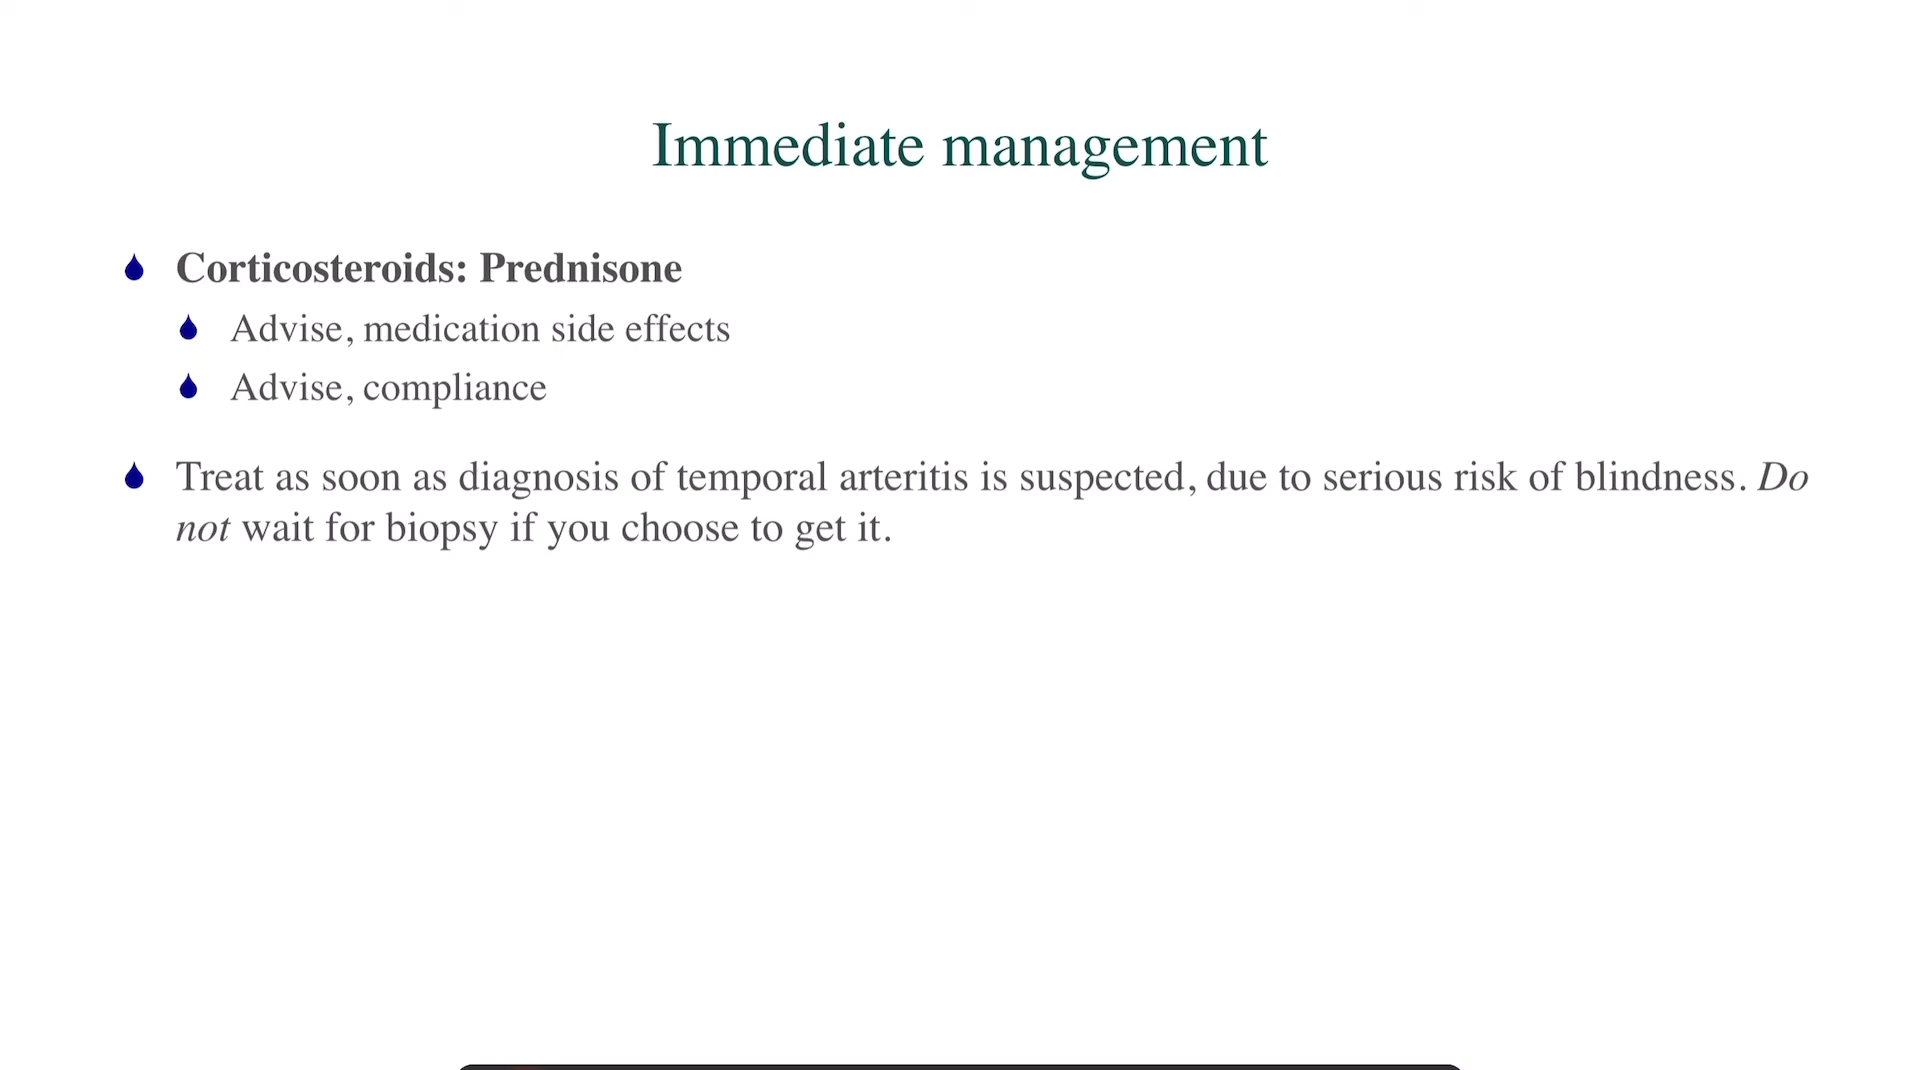 Immediate management
Corticosteroids: Prednisone
Advise, medication side effects
Advise, compliance
Treat as soon as diagnosis of temporal arteritis is suspected, due to serious risk of blindness. Do
not wait for biopsy if you choose to get it.